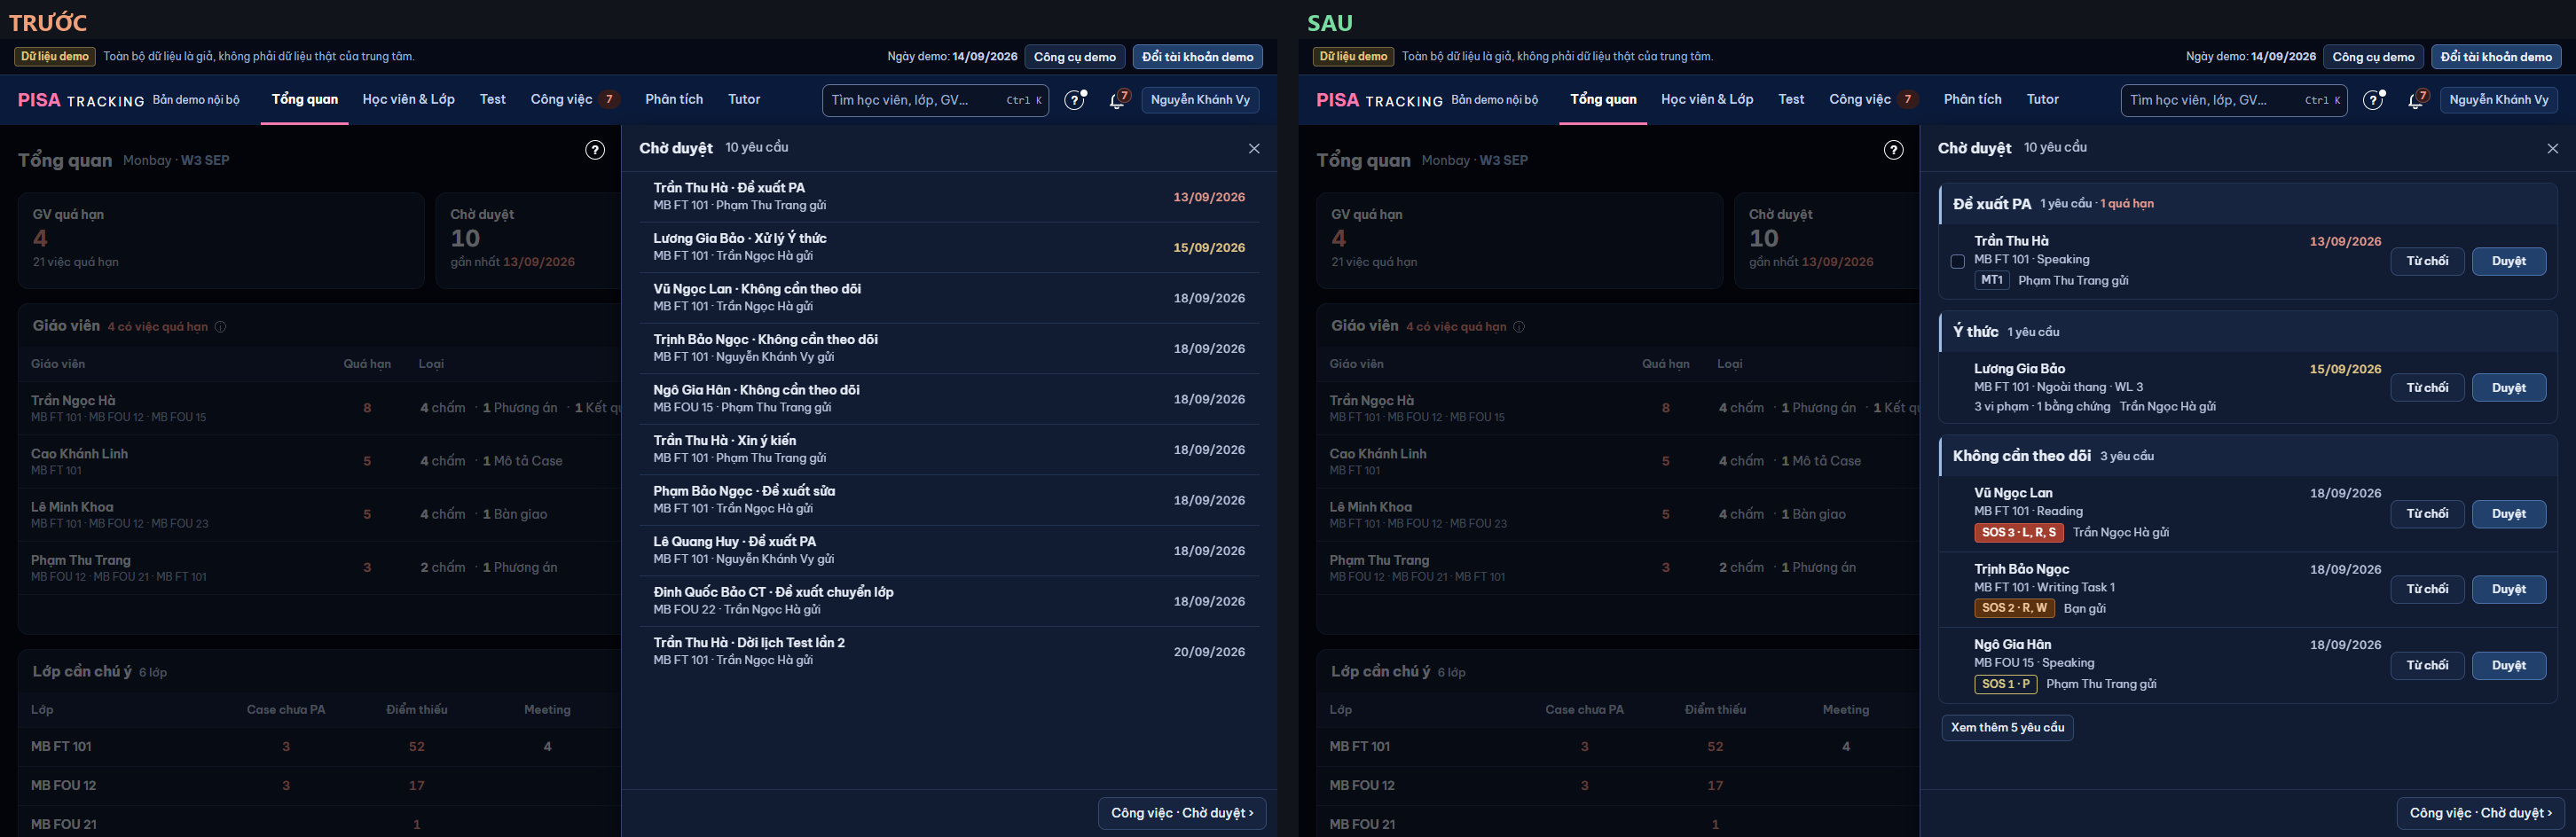 TRƯỚC
Dữ liệu demo Toàn bộ dữ liệu là giả, không phải dữ liệu thật của trung tâm. Ngày demo: 14/09/2026 Công cụ demo Đổi tài khoản demo
PISA TRACKING Bản demo nội bộ Tổng quan Học viên & Lớp Test Công việc 7 Phân tích Tutor Tìm học viên, lớp, GV... Ctrl K ? 7 Nguyễn Khánh Vy
Tổng quan Monbay · W3 SEP ?
GV quá hạn
4
21 việc quá hạn
Chờ duyệt
10
gần nhất 13/09/2026
Giáo viên 4 có việc quá hạn
Giáo viên Quá hạn Loại
Trần Ngọc Hà 8 4 chấm · 1 Phương án · 1 Kết qu
MB FT 101 · MB FOU 12 · MB FOU 15
Cao Khánh Linh 5 4 chấm · 1 Mô tả Case
MB FT 101
Lê Minh Khoa 5 4 chấm · 1 Bàn giao
MB FT 101 · MB FOU 12 · MB FOU 23
Phạm Thu Trang 3 2 chấm · 1 Phương án
MB FOU 12 · MB FOU 21 · MB FT 101
Lớp cần chú ý 6 lớp
Lớp Case chưa PA Điểm thiếu Meeting
MB FT 101 3 52 4
MB FOU 12 3 17
MB FOU 21 1
Chờ duyệt 10 yêu cầu
Trần Thu Hà · Đề xuất PA 13/09/2026
MB FT 101 · Phạm Thu Trang gửi
Lương Gia Bảo · Xử lý Ý thức 15/09/2026
MB FT 101 · Trần Ngọc Hà gửi
Vũ Ngọc Lan · Không cần theo dõi 18/09/2026
MB FT 101 · Trần Ngọc Hà gửi
Trịnh Bảo Ngọc · Không cần theo dõi 18/09/2026
MB FT 101 · Nguyễn Khánh Vy gửi
Ngô Gia Hân · Không cần theo dõi 18/09/2026
MB FOU 15 · Phạm Thu Trang gửi
Trần Thu Hà · Xin ý kiến 18/09/2026
MB FT 101 · Phạm Thu Trang gửi
Phạm Bảo Ngọc · Đề xuất sửa 18/09/2026
MB FT 101 · Trần Ngọc Hà gửi
Lê Quang Huy · Đề xuất PA 18/09/2026
MB FT 101 · Nguyễn Khánh Vy gửi
Đinh Quốc Bảo CT · Đề xuất chuyển lớp 18/09/2026
MB FOU 22 · Trần Ngọc Hà gửi
Trần Thu Hà · Dời lịch Test lần 2 20/09/2026
MB FT 101 · Trần Ngọc Hà gửi
Công việc · Chờ duyệt ›
SAU
Dữ liệu demo Toàn bộ dữ liệu là giả, không phải dữ liệu thật của trung tâm. Ngày demo: 14/09/2026 Công cụ demo Đổi tài khoản demo
PISA TRACKING Bản demo nội bộ Tổng quan Học viên & Lớp Test Công việc 7 Phân tích Tutor Tìm học viên, lớp, GV... Ctrl K ? 7 Nguyễn Khánh Vy
Tổng quan Monbay · W3 SEP ?
GV quá hạn
4
21 việc quá hạn
Chờ duyệt
10
gần nhất 13/09/2026
Giáo viên 4 có việc quá hạn
Giáo viên Quá hạn Loại
Trần Ngọc Hà 8 4 chấm · 1 Phương án · 1 Kết qu
MB FT 101 · MB FOU 12 · MB FOU 15
Cao Khánh Linh 5 4 chấm · 1 Mô tả Case
MB FT 101
Lê Minh Khoa 5 4 chấm · 1 Bàn giao
MB FT 101 · MB FOU 12 · MB FOU 23
Phạm Thu Trang 3 2 chấm · 1 Phương án
MB FOU 12 · MB FOU 21 · MB FT 101
Lớp cần chú ý 6 lớp
Lớp Case chưa PA Điểm thiếu Meeting
MB FT 101 3 52 4
MB FOU 12 3 17
MB FOU 21 1
Chờ duyệt 10 yêu cầu
Đề xuất PA 1 yêu cầu · 1 quá hạn
Trần Thu Hà 13/09/2026
MB FT 101 · Speaking Từ chối Duyệt
MT1 Phạm Thu Trang gửi
Ý thức 1 yêu cầu
Lương Gia Bảo 15/09/2026
MB FT 101 · Ngoài thang · WL 3 Từ chối Duyệt
3 vi phạm · 1 bằng chứng Trần Ngọc Hà gửi
Không cần theo dõi 3 yêu cầu
Vũ Ngọc Lan 18/09/2026
MB FT 101 · Reading Từ chối Duyệt
SOS 3 · L, R, S Trần Ngọc Hà gửi
Trịnh Bảo Ngọc 18/09/2026
MB FT 101 · Writing Task 1 Từ chối Duyệt
SOS 2 · R, W Bạn gửi
Ngô Gia Hân 18/09/2026
MB FOU 15 · Speaking Từ chối Duyệt
SOS 1 · P Phạm Thu Trang gửi
Xem thêm 5 yêu cầu
Công việc · Chờ duyệt ›